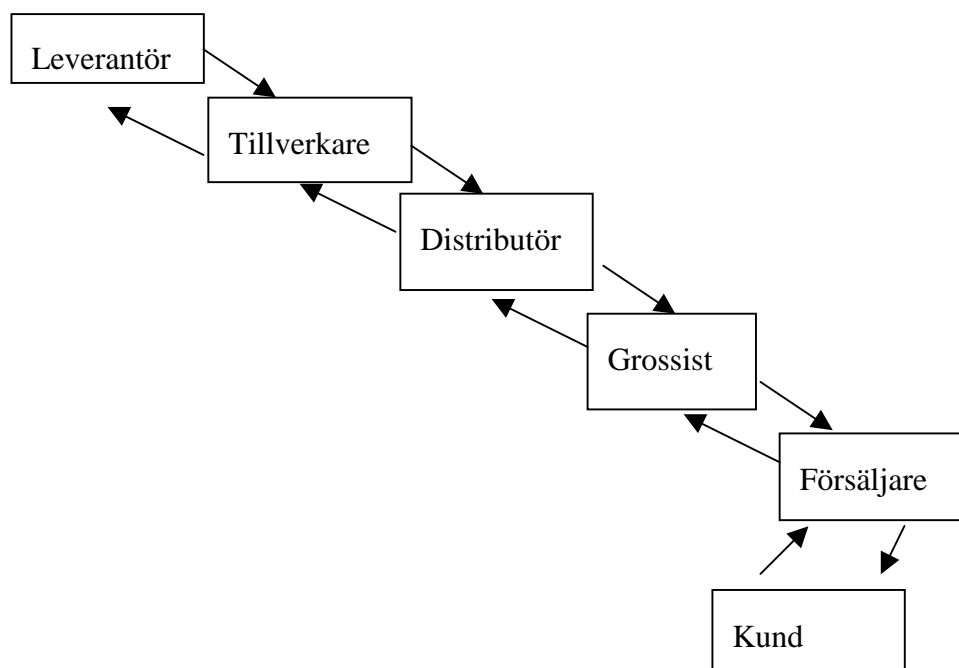 Leverantör
Tillverkare
Distributör
Grossist
Försäljare
Kund